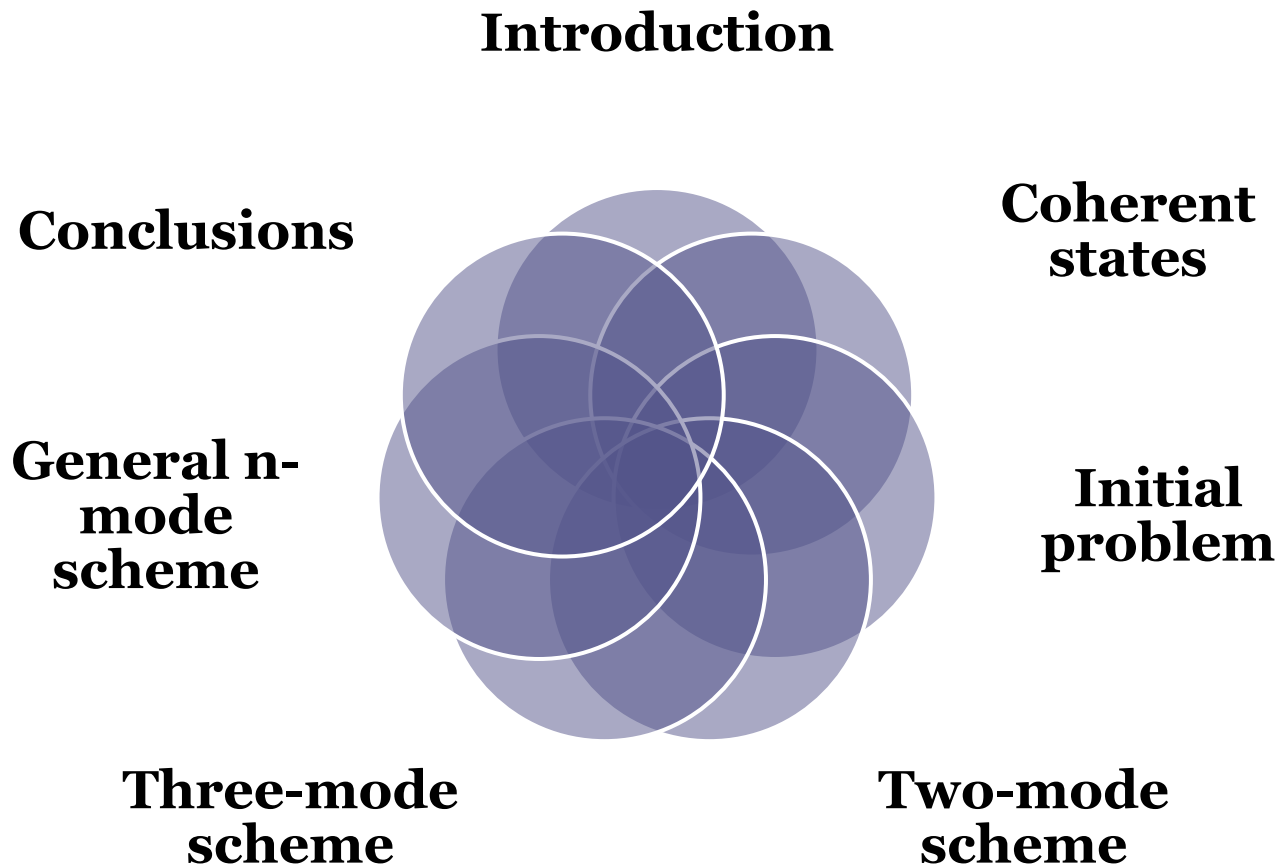 Introduction
Coherent
states
Initial
problem
Two-mode
scheme
Three-mode
scheme
General n-
mode
scheme
Conclusions